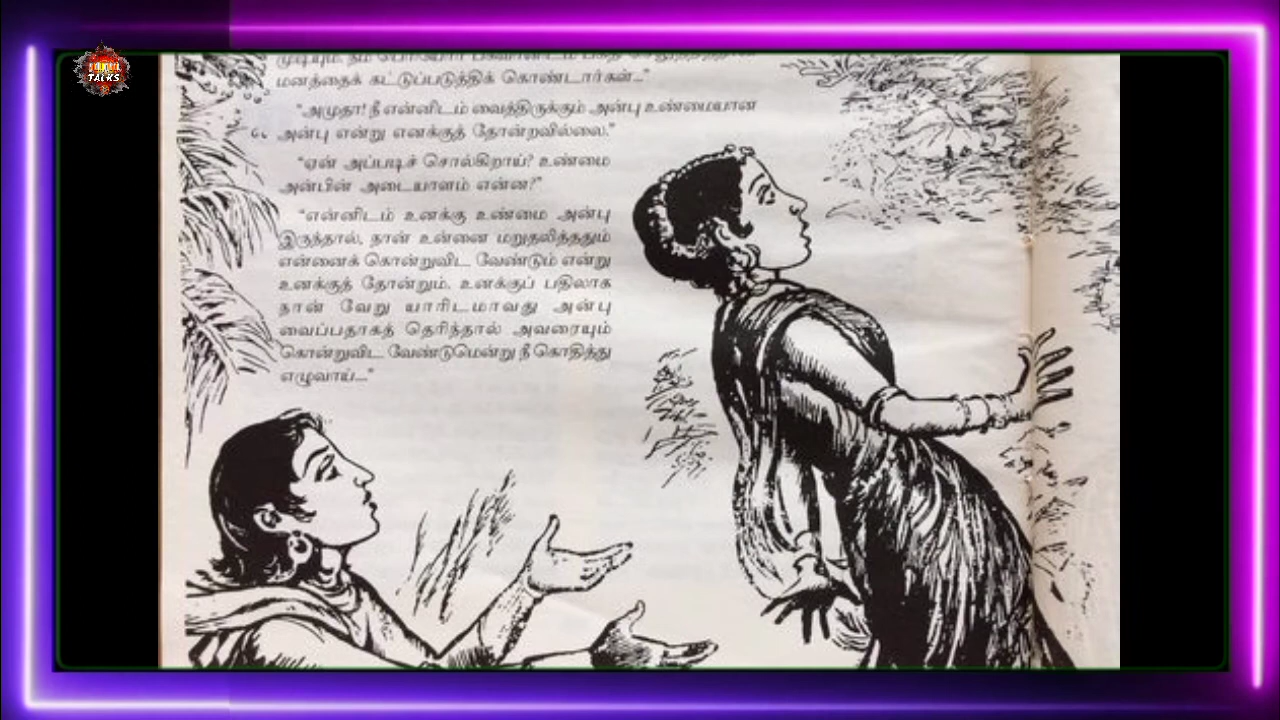 TALKS
மனத்தைக் கட்டுப்படுத்திக் கொண்டார்கள்..."
"அமுதா! நீ என்னிடம் வைத்திருக்கும் அன்பு உண்மையான
அன்பு என்று எனக்குத் தோன்றவில்லை."
"ஏன் அப்படிச் சொல்கிறாய்? உண்மை
அன்பின் அடையாளம் என்ன?"
"என்னிடம் உனக்கு உண்மை அன்பு
இருந்தால், நான் உன்னை மறுதலித்ததும்
என்னைக் கொன்றுவிட வேண்டும் என்று
உனக்குத் தோன்றும். உனக்குப் பதிலாக
நான் வேறு யாரிடமாவது அன்பு
வைப்பதாகத் தெரிந்தால் அவரையும்
கொன்றுவிட வேண்டுமென்று நீ கொதித்து
எழுவாய்..."